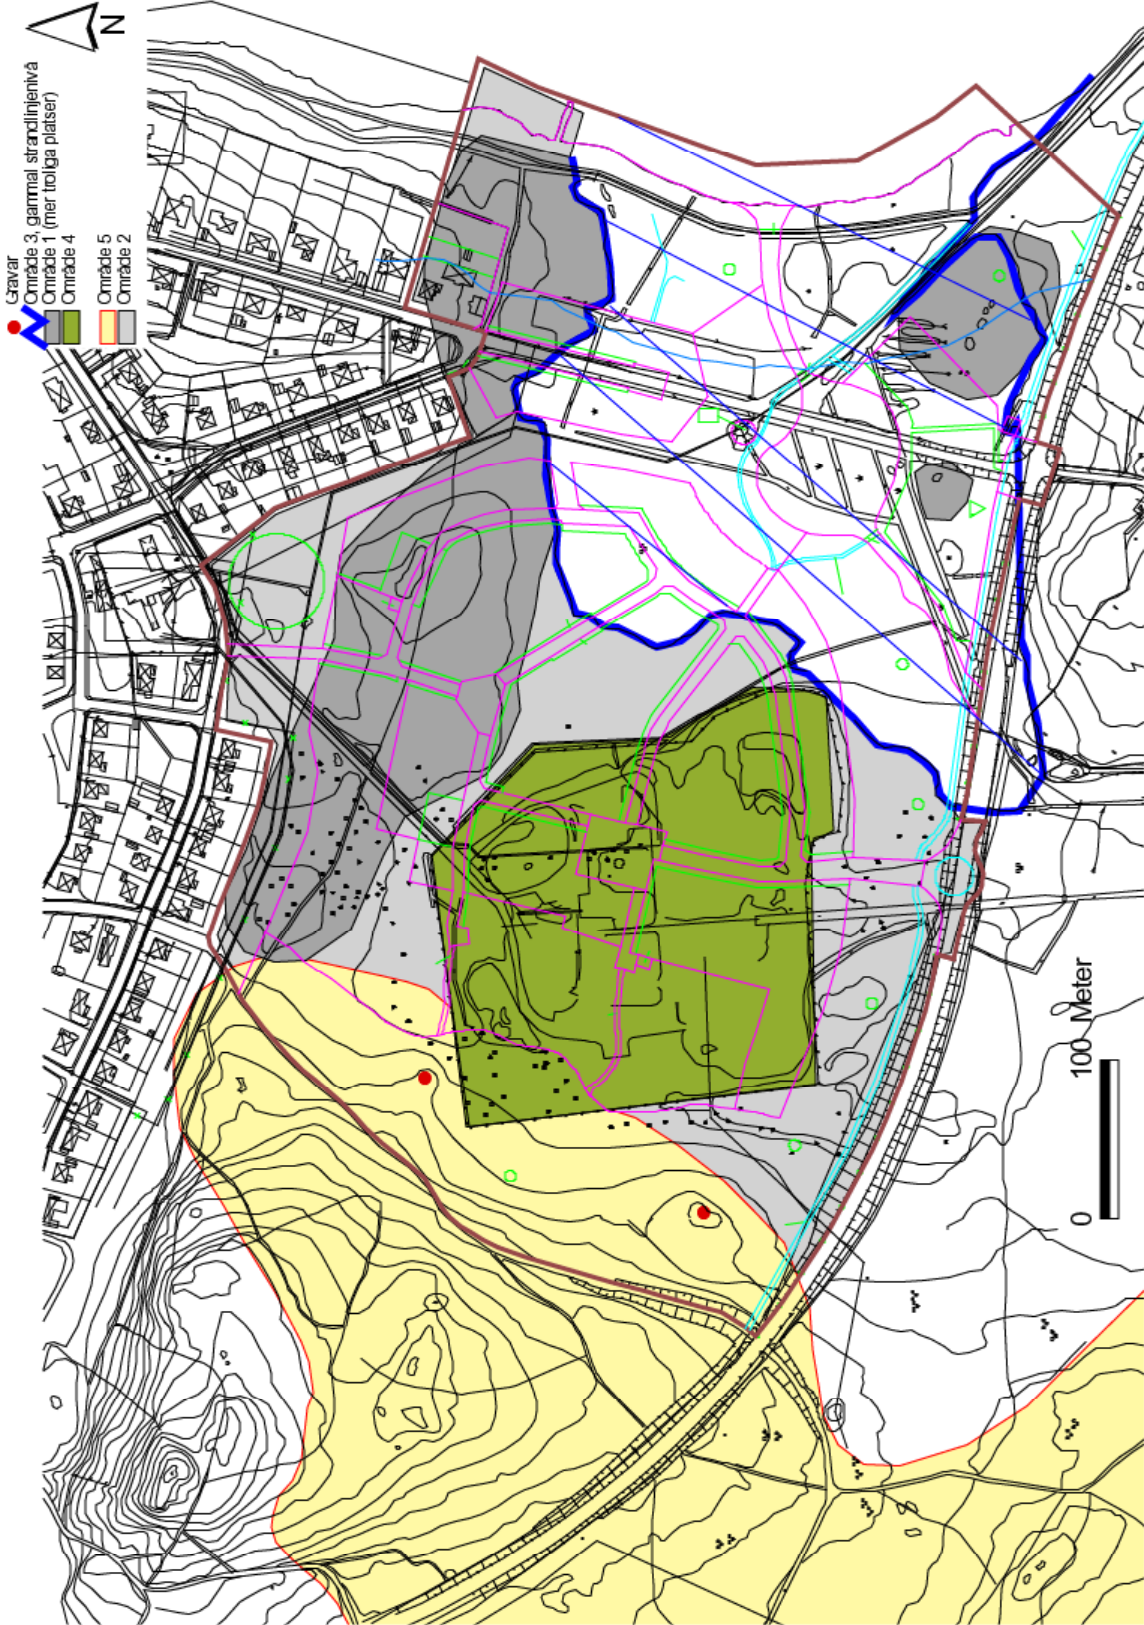 N
Gravar
Område 3, gammal strandlinjenivå
Område 1 (mer troliga platser)
Område 4
Område 5
Område 2
0
100 Meter